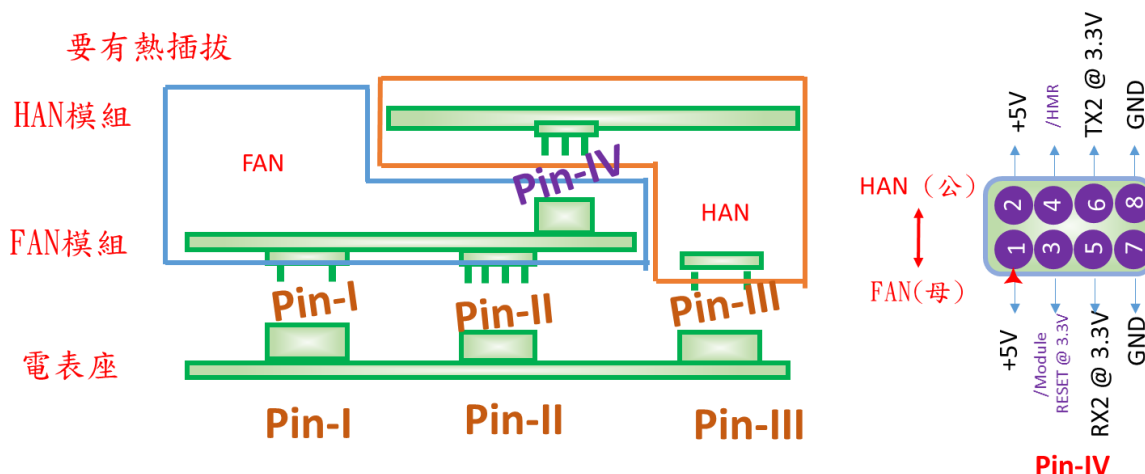 要有熱插拔
HAN模組
FAN
Pin-IV
HAN
FAN模組
Pin-I
Pin-II
Pin-III
電表座
Pin-I
Pin-II
Pin-III
+5V
/HMR
TX2 @ 3.3V
GND
HAN（公）
2
4
6
8
1
3
5
7
FAN(母)
+5V
/Module
RESET @ 3.3V
RX2 @ 3.3V
GND
Pin-IV